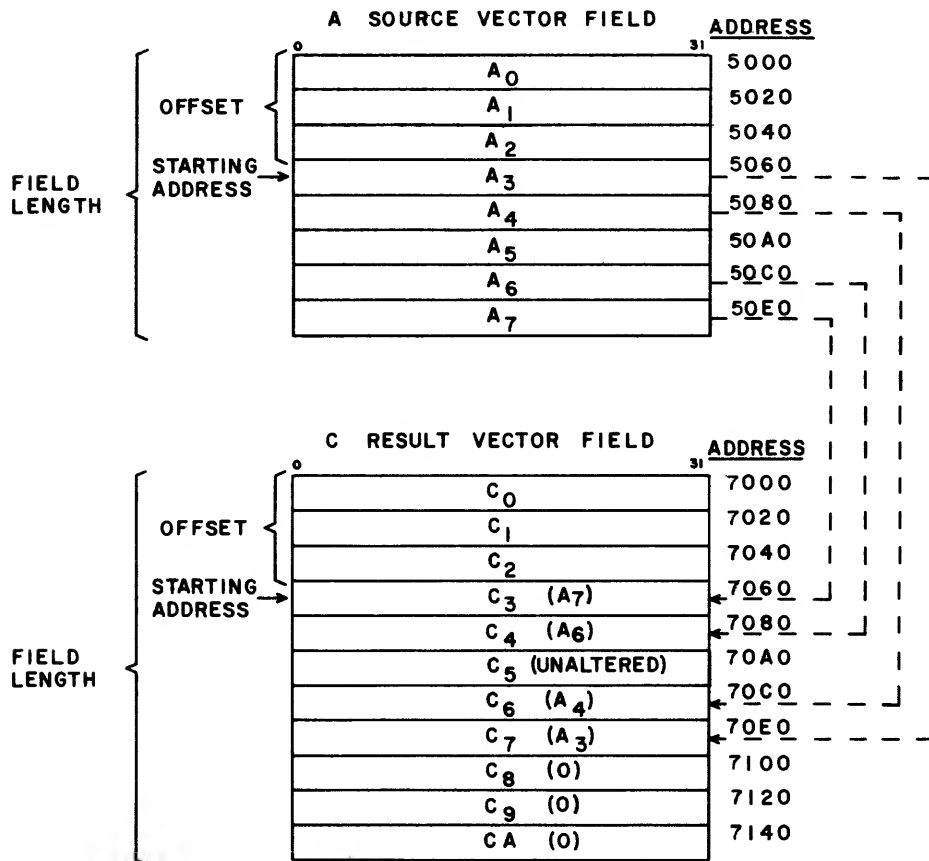 A SOURCE VECTOR FIELD
ADDRESS
0 31
A0 5000
A1 5020
OFFSET
A2 5040
STARTING ADDRESS
A3 5060
FIELD LENGTH
A4 5080
A5 50A0
A6 50C0
A7 50E0
C RESULT VECTOR FIELD
ADDRESS
0 31
C0 7000
C1 7020
OFFSET
C2 7040
STARTING ADDRESS
C3 (A7) 7060
C4 (A6) 7080
FIELD LENGTH
C5 (UNALTERED) 70A0
C6 (A4) 70C0
C7 (A3) 70E0
C8 (0) 7100
C9 (0) 7120
CA (0) 7140